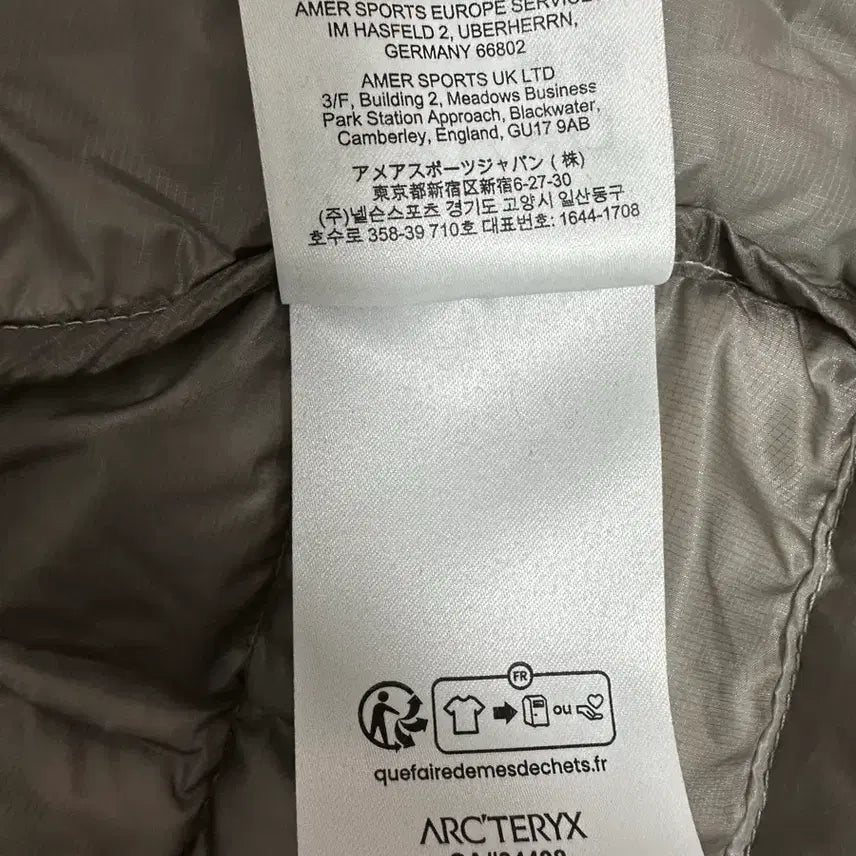 AMER SPORTS EUROPE SERVICE
IM HASFELD 2, UBERHERRN,
GERMANY 66802
AMER SPORTS UK LTD
3/F, Building 2, Meadows Business
Park Station Approach, Blackwater,
Camberley, England, GU17 9AB
アメアスポーツジャパン (株)
東京都新宿区新宿6-27-30
(주)넬슨스포츠 경기도 고양시 일산동구
호수로 358-39 710호 대표번호: 1644-1708
FR
ou
quefairedemesdechets.fr
ARC'TERYX